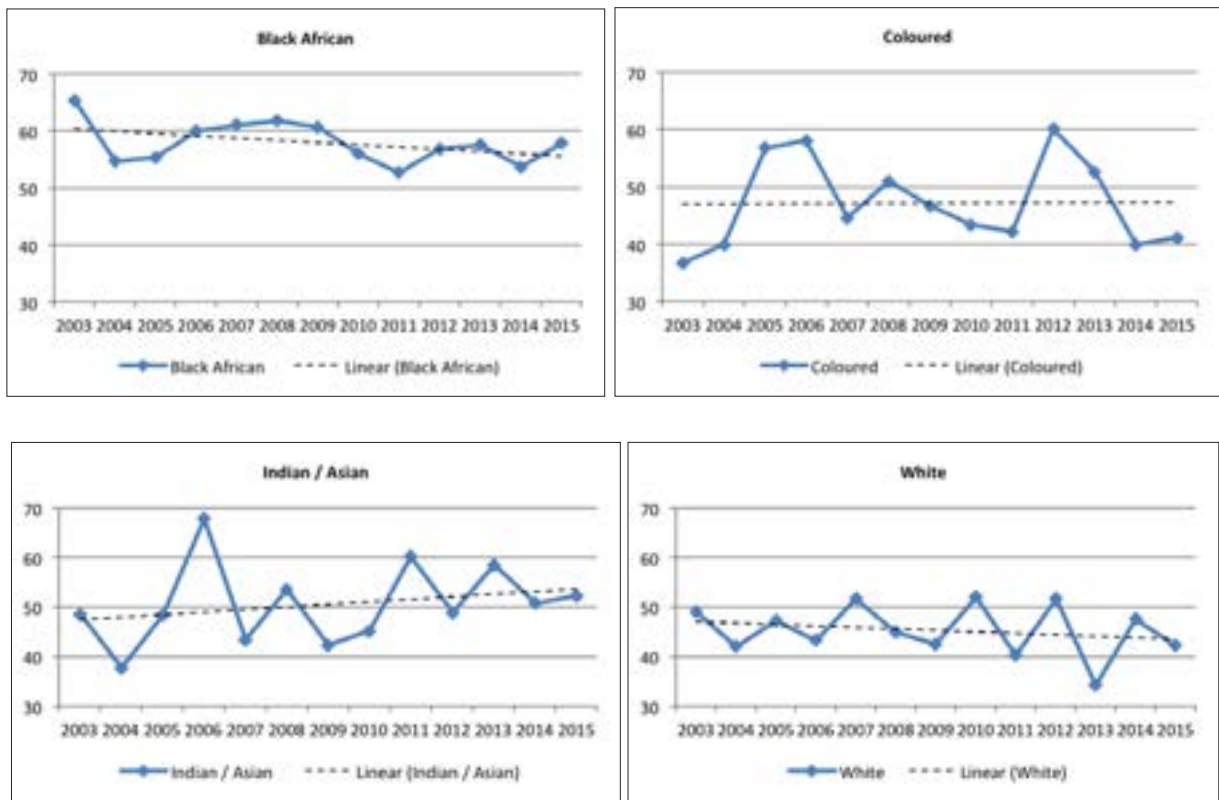 Black African
70
60
50
40
30
2003 2004 2005 2006 2007 2008 2009 2010 2011 2012 2013 2014 2015
Black African Linear (Black African)
Coloured
70
60
50
40
30
2003 2004 2005 2006 2007 2008 2009 2010 2011 2012 2013 2014 2015
Coloured Linear (Coloured)
Indian / Asian
70
60
50
40
30
2003 2004 2005 2006 2007 2008 2009 2010 2011 2012 2013 2014 2015
Indian / Asian Linear (Indian / Asian)
White
70
60
50
40
30
2003 2004 2005 2006 2007 2008 2009 2010 2011 2012 2013 2014 2015
White Linear (White)